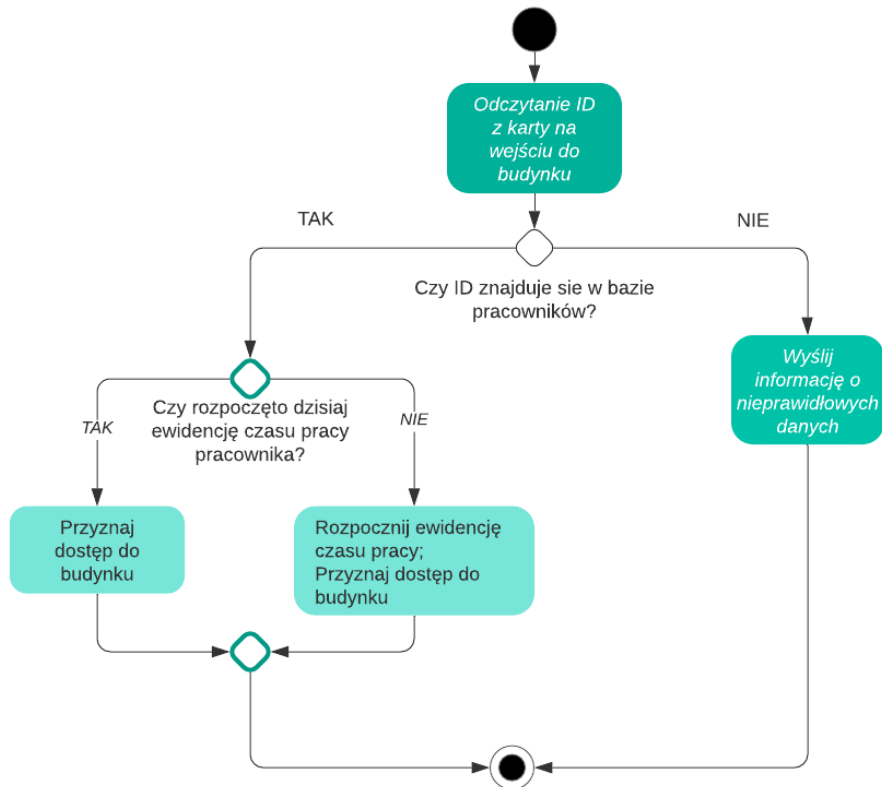 Odczytanie ID
z karty na
wejściu do
budynku
TAK
NIE
Czy ID znajduje sie w bazie
pracowników?
Wyślij
informację o
nieprawidłowych
danych
Czy rozpoczęto dzisiaj
ewidencję czasu pracy
pracownika?
TAK
NIE
Przyznaj
dostęp do
budynku
Rozpocznij ewidencję
czasu pracy;
Przyznaj dostęp do
budynku